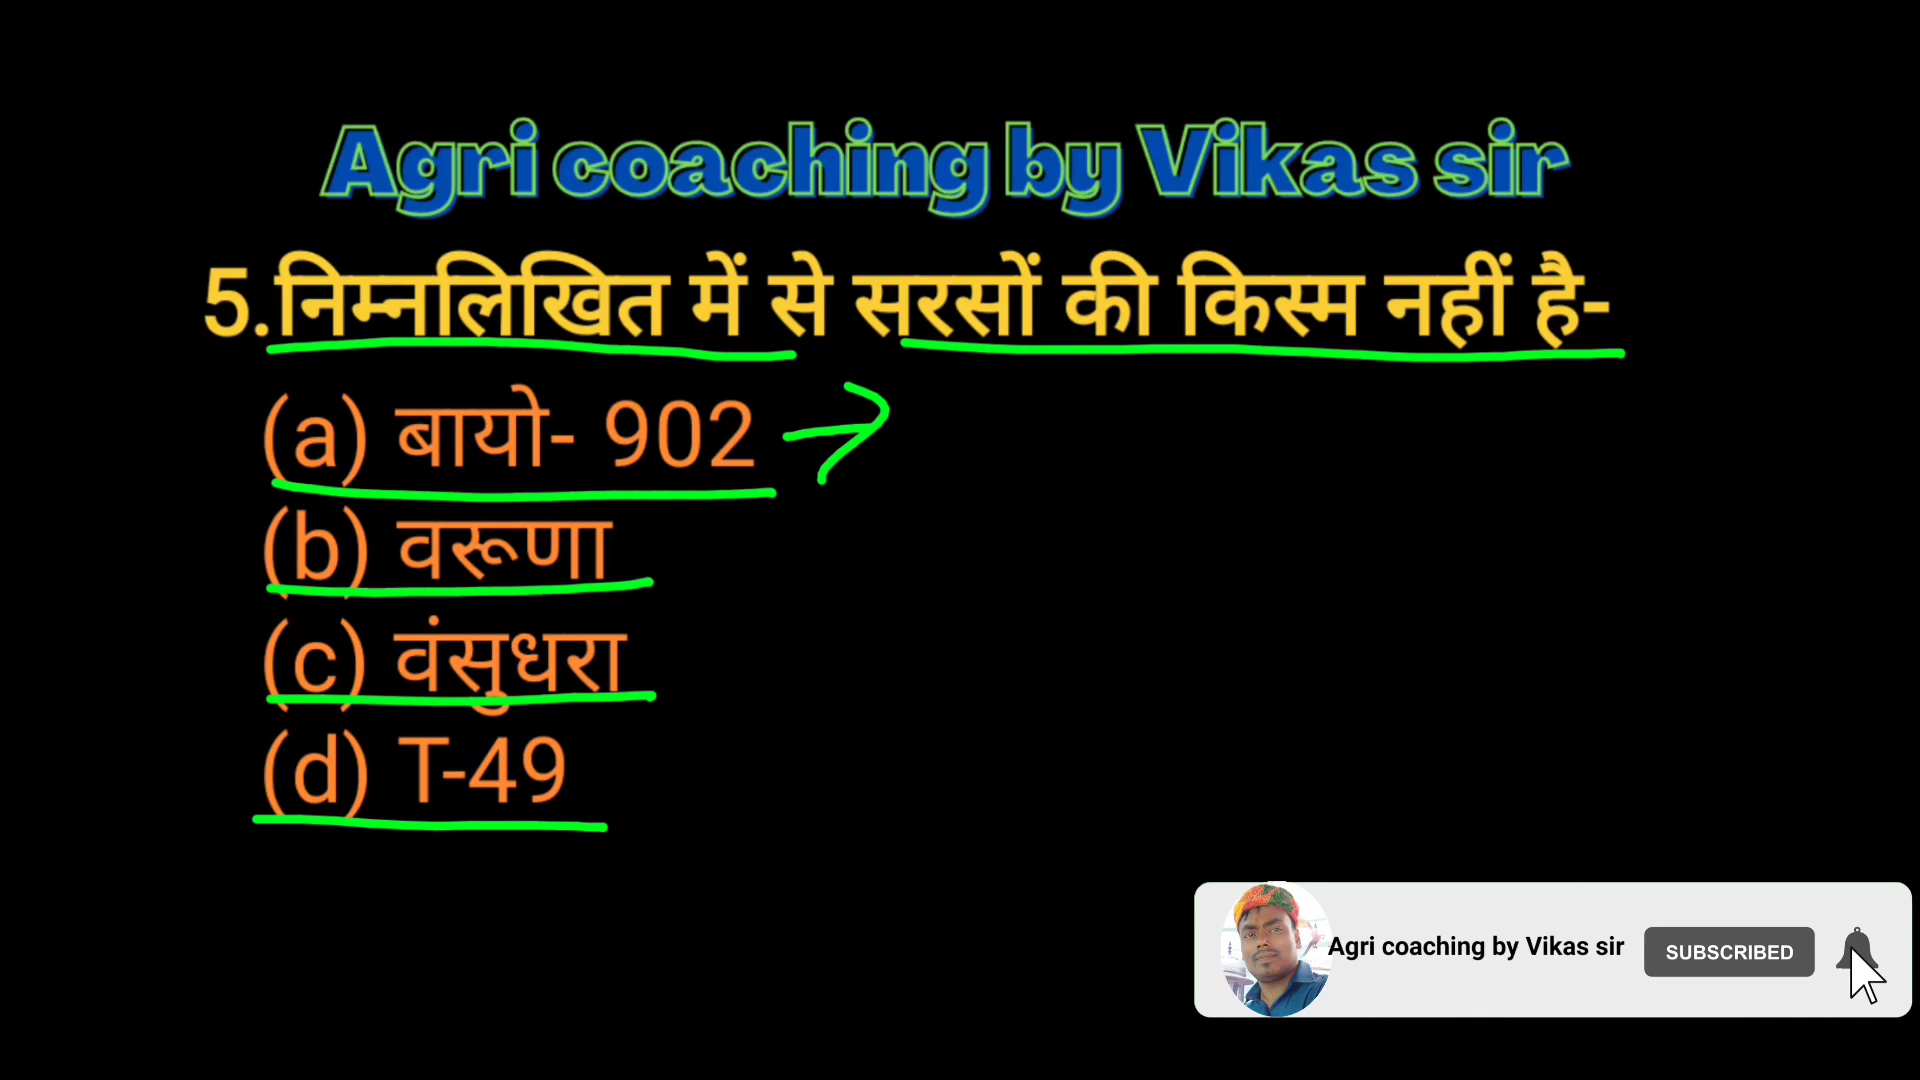 Agri coaching by Vikas sir
5.निम्नलिखित में से सरसों की किस्म नहीं है-
(a) बायो- 902
(b) वरूणा
(c) वंसुधरा
(d) T-49
Agri coaching by Vikas sir
SUBSCRIBED